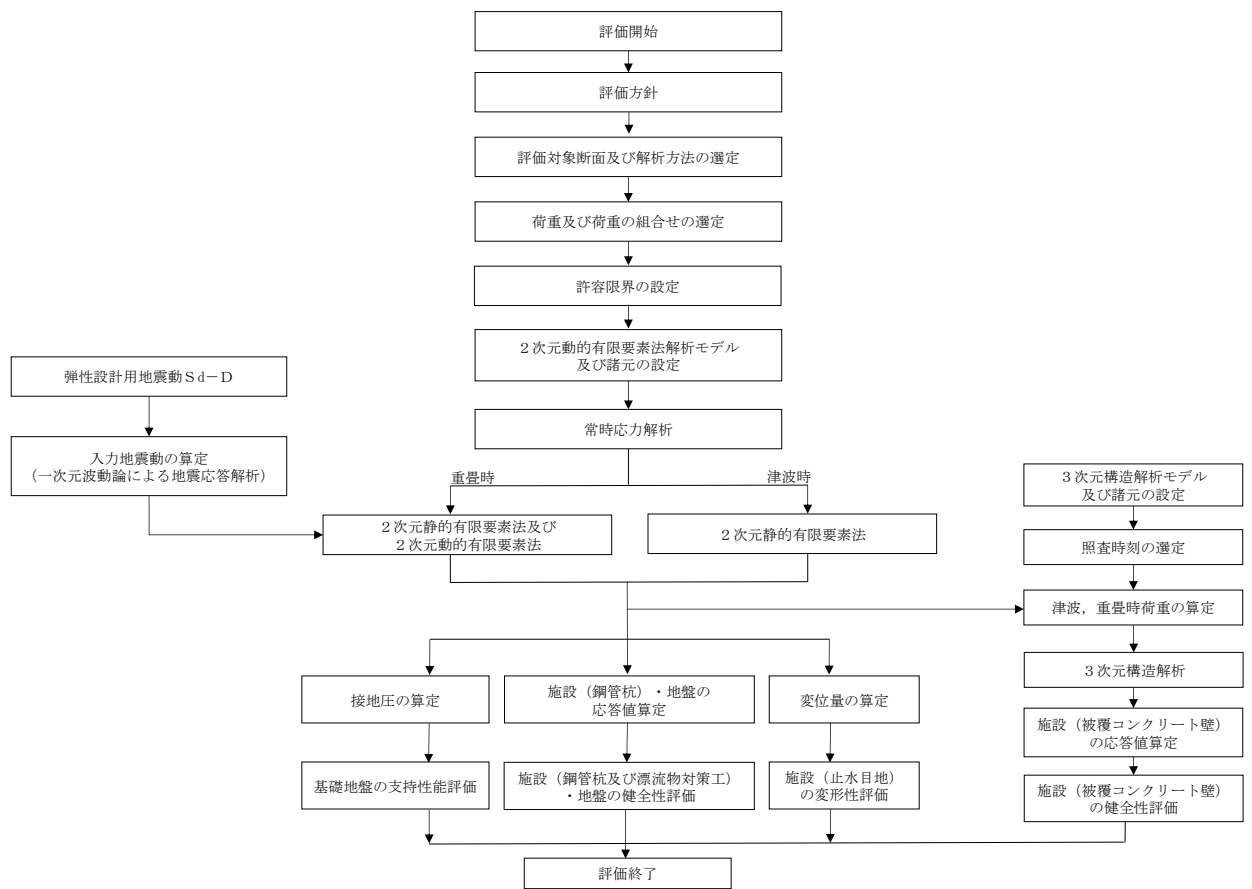 評価開始
評価方針
評価対象断面及び解析方法の選定
荷重及び荷重の組合せの選定
許容限界の設定
２次元動的有限要素法解析モデル
及び諸元の設定
弾性設計用地震動Ｓｄ－Ｄ
常時応力解析
入力地震動の算定
（一次元波動論による地震応答解析）
重畳時
津波時
３次元構造解析モデル
及び諸元の設定
２次元静的有限要素法及び
２次元動的有限要素法
２次元静的有限要素法
照査時刻の選定
津波，重畳時荷重の算定
３次元構造解析
接地圧の算定
施設（鋼管杭）・地盤の
応答値算定
変位量の算定
施設（被覆コンクリート壁）
の応答値算定
基礎地盤の支持性能評価
施設（鋼管杭及び漂流物対策工）
・地盤の健全性評価
施設（止水目地）
の変形性評価
施設（被覆コンクリート壁）
の健全性評価
評価終了